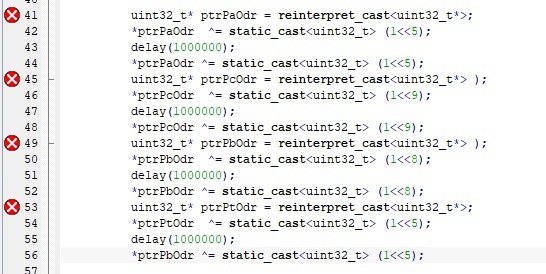 41 uint32_t* ptrPaOdr = reinterpret_cast<uint32_t*>;
42 *ptrPaOdr  ^= static_cast<uint32_t> (1<<5);
43 delay(1000000);
44 *ptrPaOdr ^= static_cast<uint32_t> (1<<5);
45 uint32_t* ptrPcOdr = reinterpret_cast<uint32_t*> );
46 *ptrPcOdr ^= static_cast<uint32_t> (1<<9);
47 delay(1000000);
48 *ptrPcOdr ^= static_cast<uint32_t> (1<<9);
49 uint32_t* ptrPbOdr = reinterpret_cast<uint32_t*> );
50 *ptrPbOdr ^= static_cast<uint32_t> (1<<8);
51 delay(1000000);
52 *ptrPbOdr ^= static_cast<uint32_t> (1<<8);
53 uint32_t* ptrPtOdr = reinterpret_cast<uint32_t*>;
54 *ptrPtOdr  ^= static_cast<uint32_t> (1<<5);
55 delay(1000000);
56 *ptrPbOdr ^= static_cast<uint32_t> (1<<5);